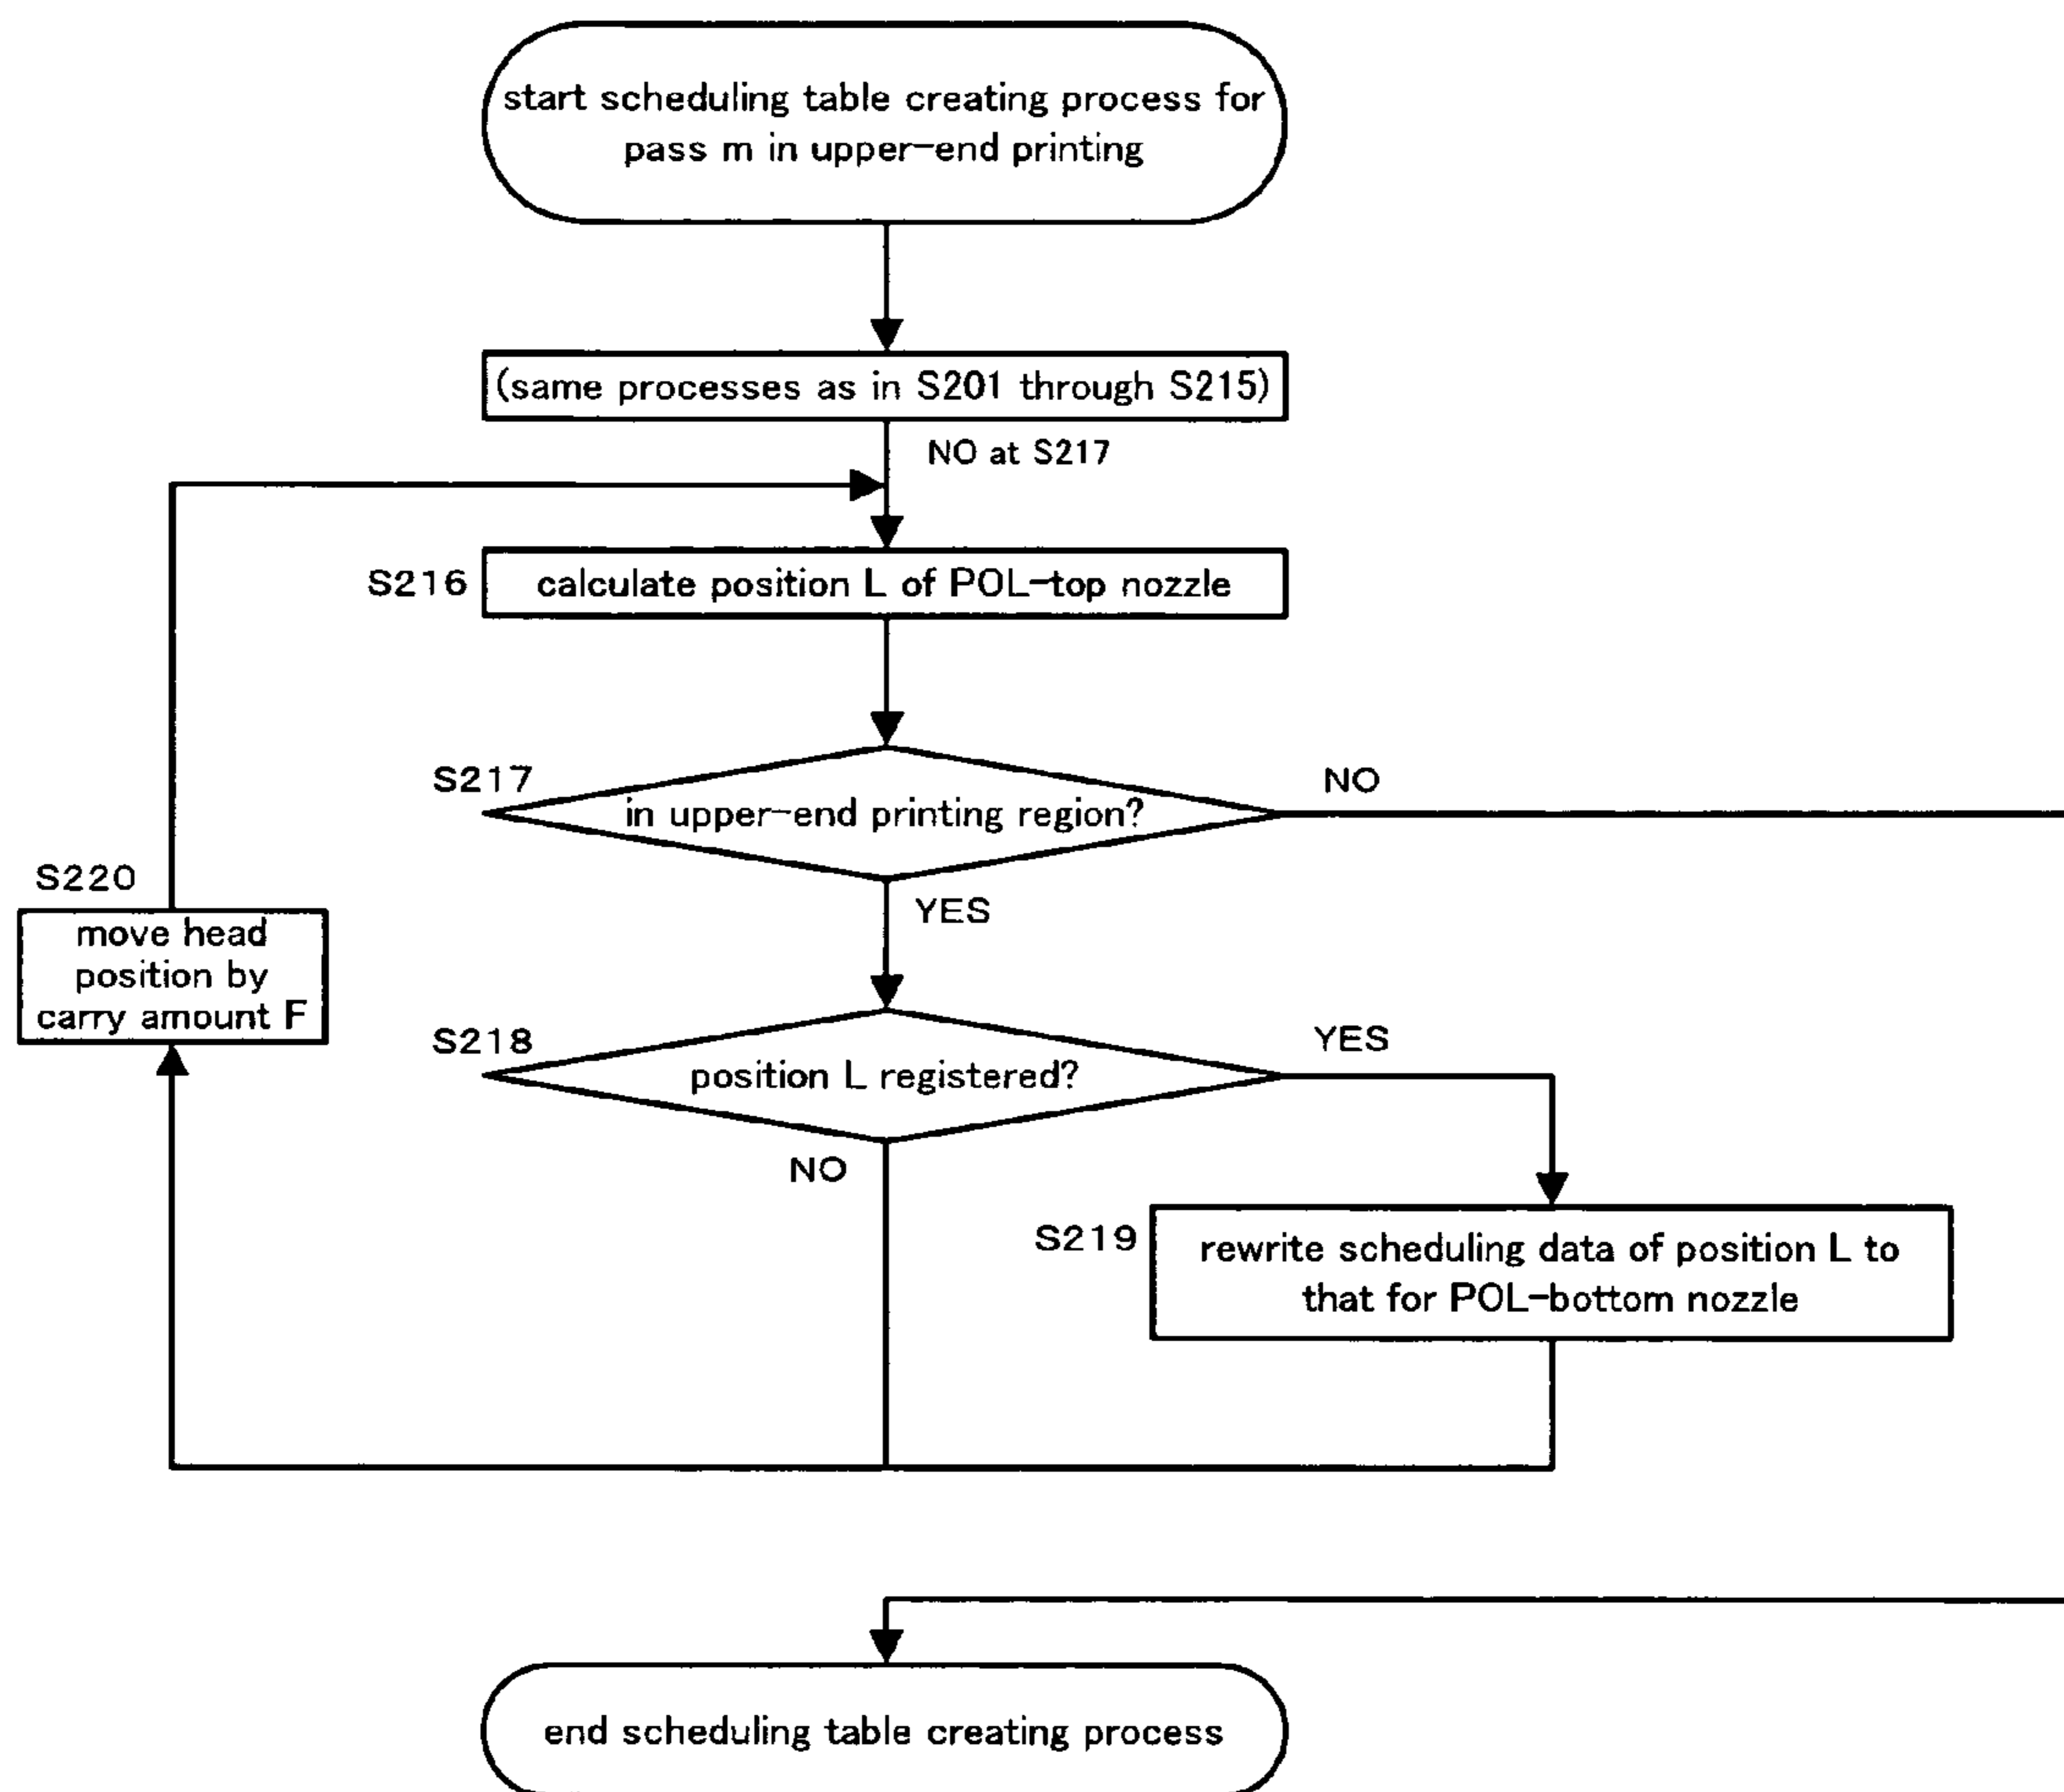 start scheduling table creating process for
pass m in upper-end printing
(same processes as in S201 through S215)
NO at S217
S216
calculate position L of POL-top nozzle
S217
in upper-end printing region?
NO
YES
S220
move head
position by
carry amount F
S218
position L registered?
YES
NO
S219
rewrite scheduling data of position L to
that for POL-bottom nozzle
end scheduling table creating process